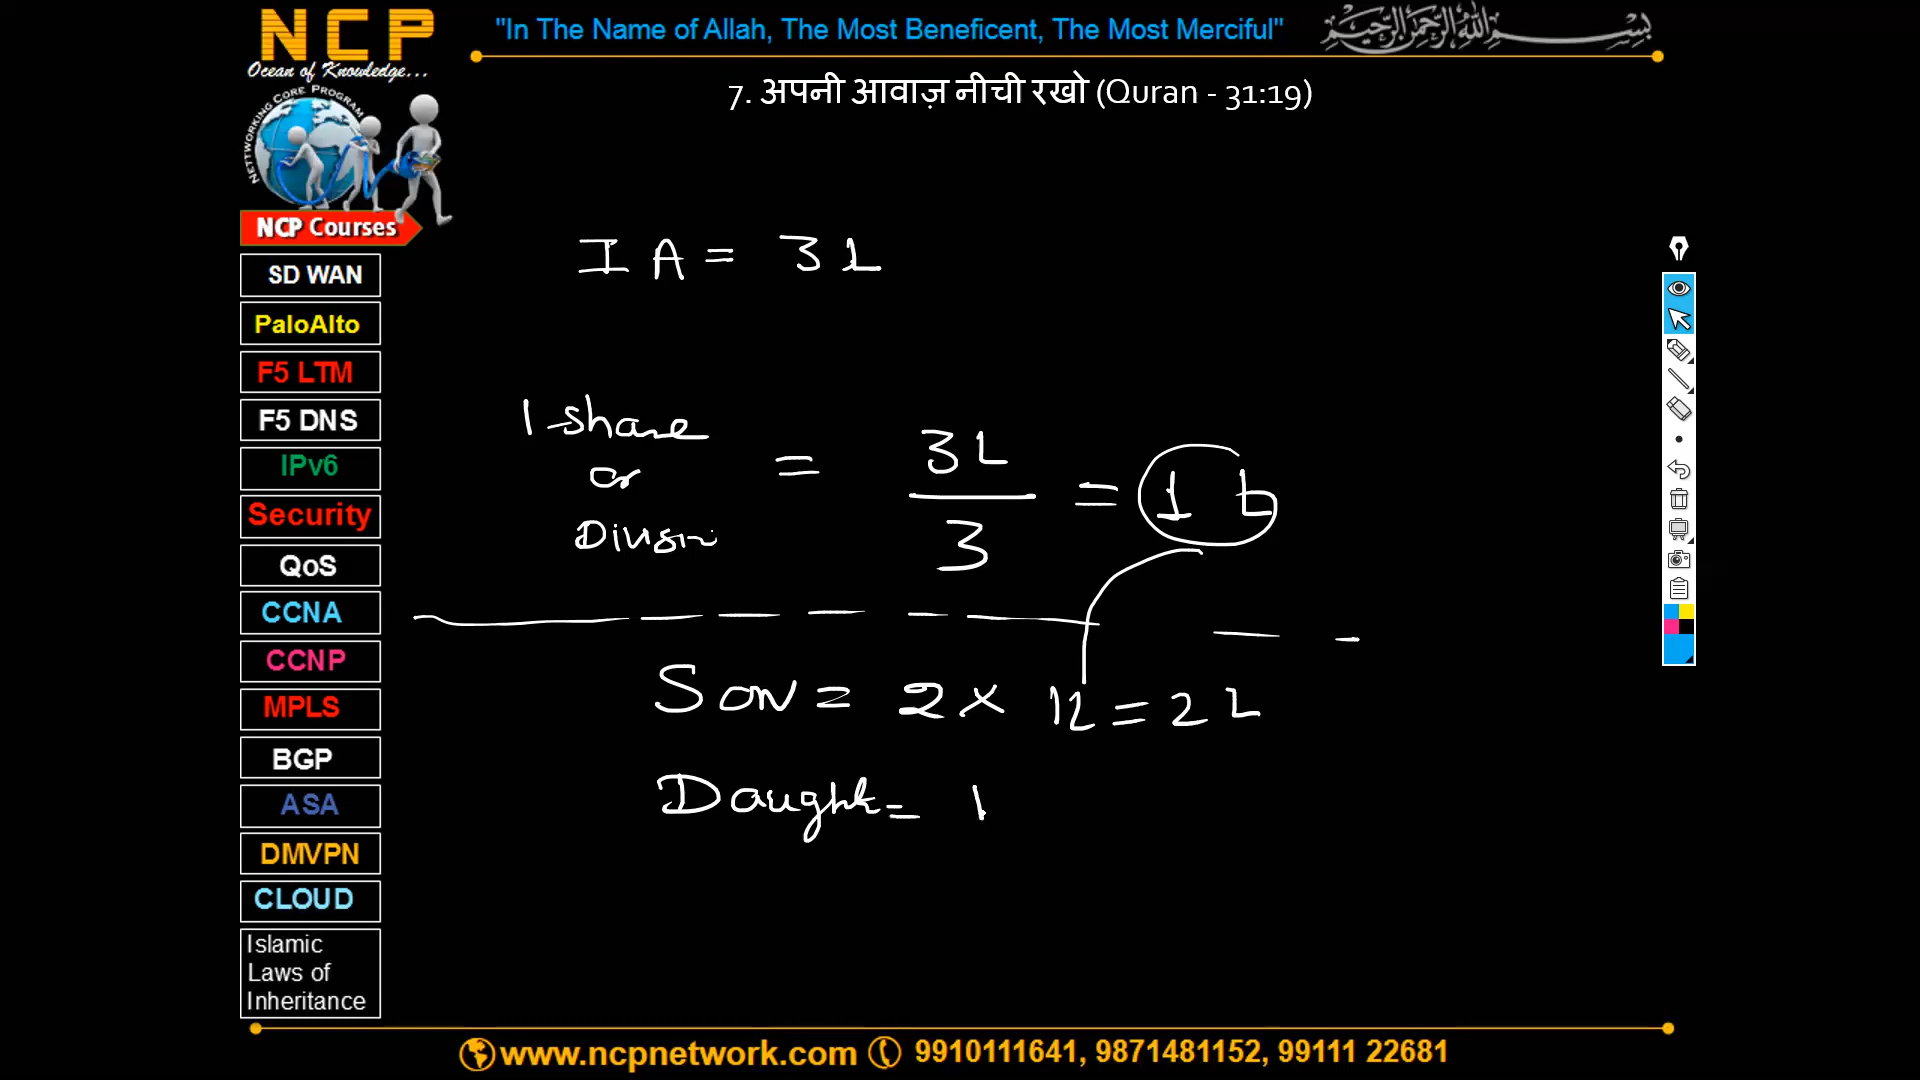 NCP
Ocean of Knowledge...
"In The Name of Allah, The Most Beneficent, The Most Merciful"
بسم الله الرحمن الرحيم
7. अपनी आवाज़ नीची रखो (Quran - 31:19)
NETTWORKING CORE PROGRAM
NCP Courses
SD WAN
PaloAlto
F5 LTM
F5 DNS
IPv6
Security
QoS
CCNA
CCNP
MPLS
BGP
ASA
DMVPN
CLOUD
Islamic
Laws of
Inheritance
I A = 3 L
1 share
or
= 3L / 3 = 1 L
Son = 2 x 1L = 2 L
Daught = 1
www.ncpnetwork.com 9910111641, 9871481152, 99111 22681